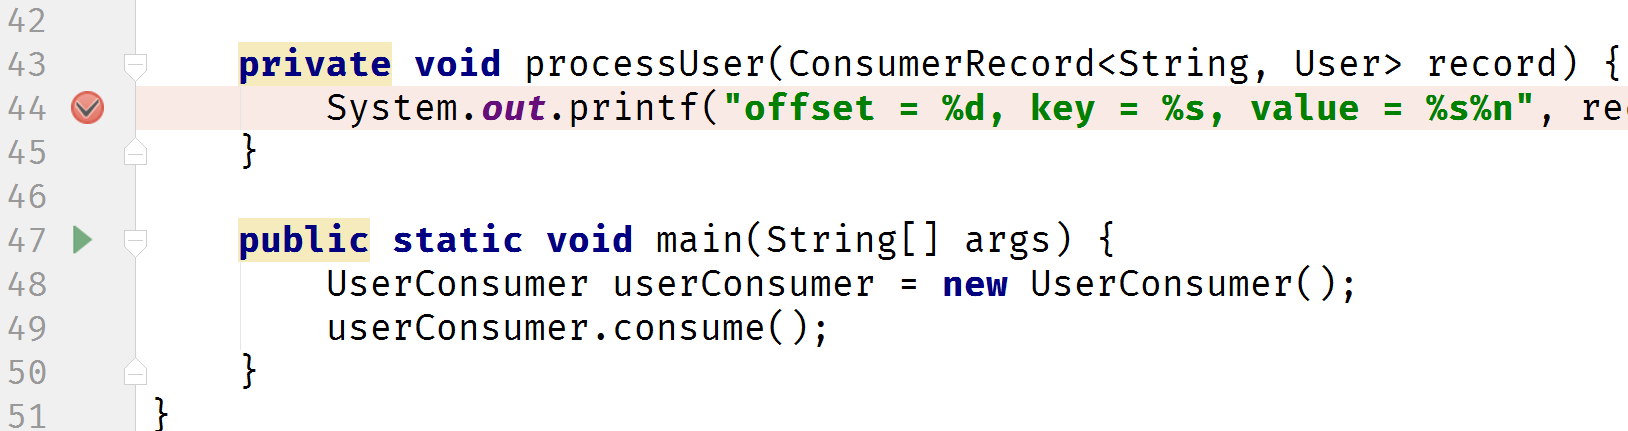 42
43 private void processUser(ConsumerRecord<String, User> record) {
44 System.out.printf("offset = %d, key = %s, value = %s%n", re
45 }
46
47 public static void main(String[] args) {
48 UserConsumer userConsumer = new UserConsumer();
49 userConsumer.consume();
50 }
51 }